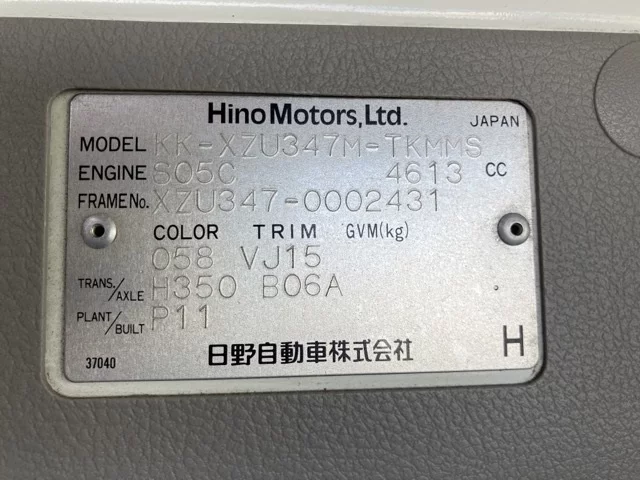 Hino Motors, Ltd.
JAPAN
MODEL KK-XZU347M-TKMMS
ENGINE S05C 4613 CC
FRAME No. XZU347-0002431
COLOR TRIM GVM(kg)
058 VJ15
TRANS./AXLE H350 B06A
PLANT/BUILT P11
37040 日野自動車株式会社 H